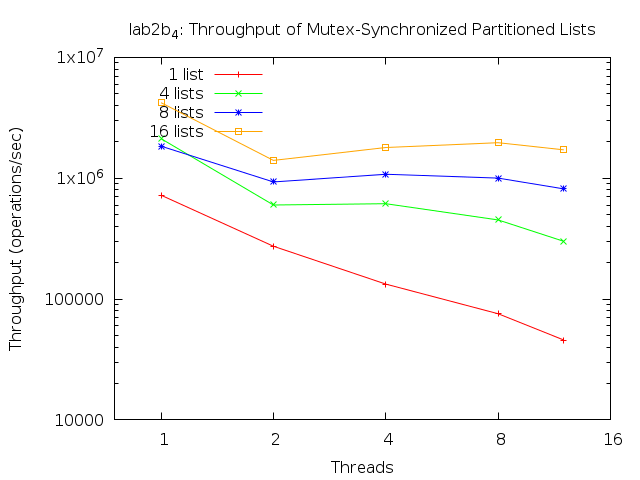 lab2b4: Throughput of Mutex-Synchronized Partitioned Lists
1x10^7
1 list
4 lists
8 lists
16 lists
1x10^6
100000
10000
Throughput (operations/sec)
1 2 4 8 16
Threads